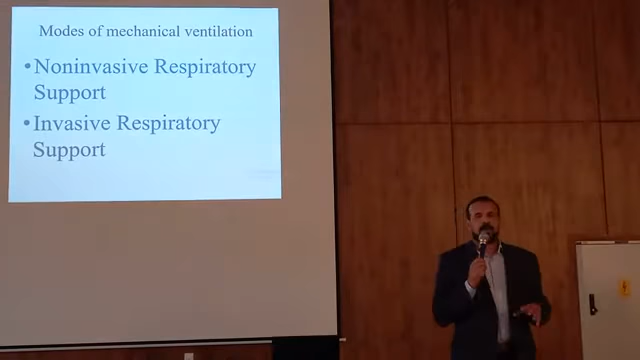 Modes of mechanical ventilation
•Noninvasive Respiratory
Support
•Invasive Respiratory
Support